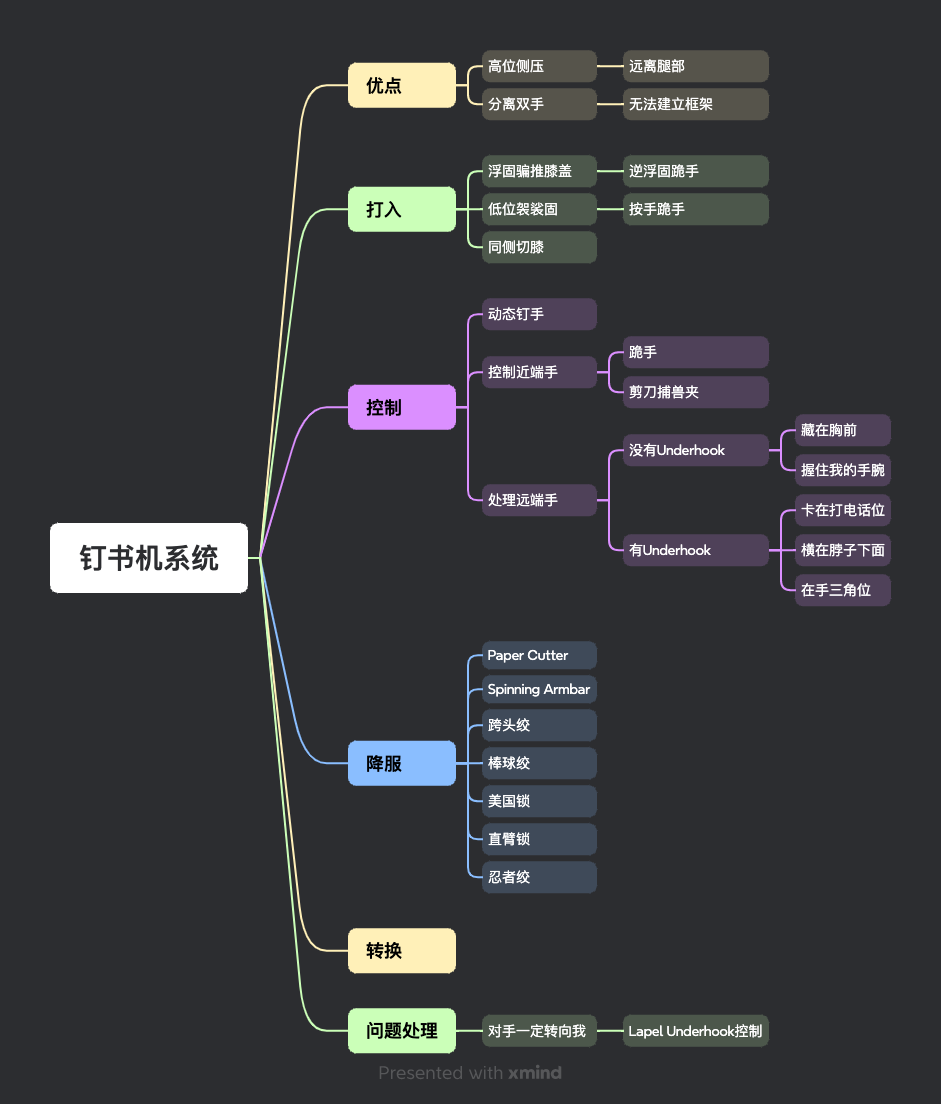 钉书机系统
优点
高位侧压
远离腿部
分离双手
无法建立框架
打入
浮固骗推膝盖
逆浮固跪手
低位袈裟固
按手跪手
同侧切膝
控制
动态钉手
控制近端手
跪手
剪刀捕兽夹
处理远端手
没有Underhook
藏在胸前
握住我的手腕
有Underhook
卡在打电话位
横在脖子下面
在手三角位
降服
Paper Cutter
Spinning Armbar
跨头绞
棒球绞
美国锁
直臂锁
忍者绞
转换
问题处理
对手一定转向我
Lapel Underhook控制
Presented with xmind